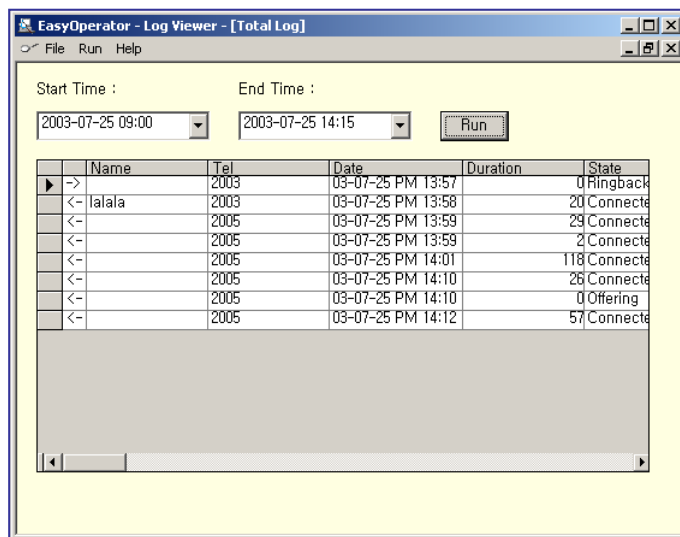 EasyOperator - Log Viewer - [Total Log]
File Run Help
Start Time : End Time :
2003-07-25 09:00 2003-07-25 14:15 Run
Name Tel Date Duration State
-> 2003 03-07-25 PM 13:57 0 Ringback
<- lalala 2003 03-07-25 PM 13:58 20 Connecte
<- 2005 03-07-25 PM 13:59 29 Connecte
<- 2005 03-07-25 PM 13:59 2 Connecte
<- 2005 03-07-25 PM 14:01 118 Connecte
<- 2005 03-07-25 PM 14:10 26 Connecte
<- 2005 03-07-25 PM 14:10 0 Offering
<- 2005 03-07-25 PM 14:12 57 Connecte